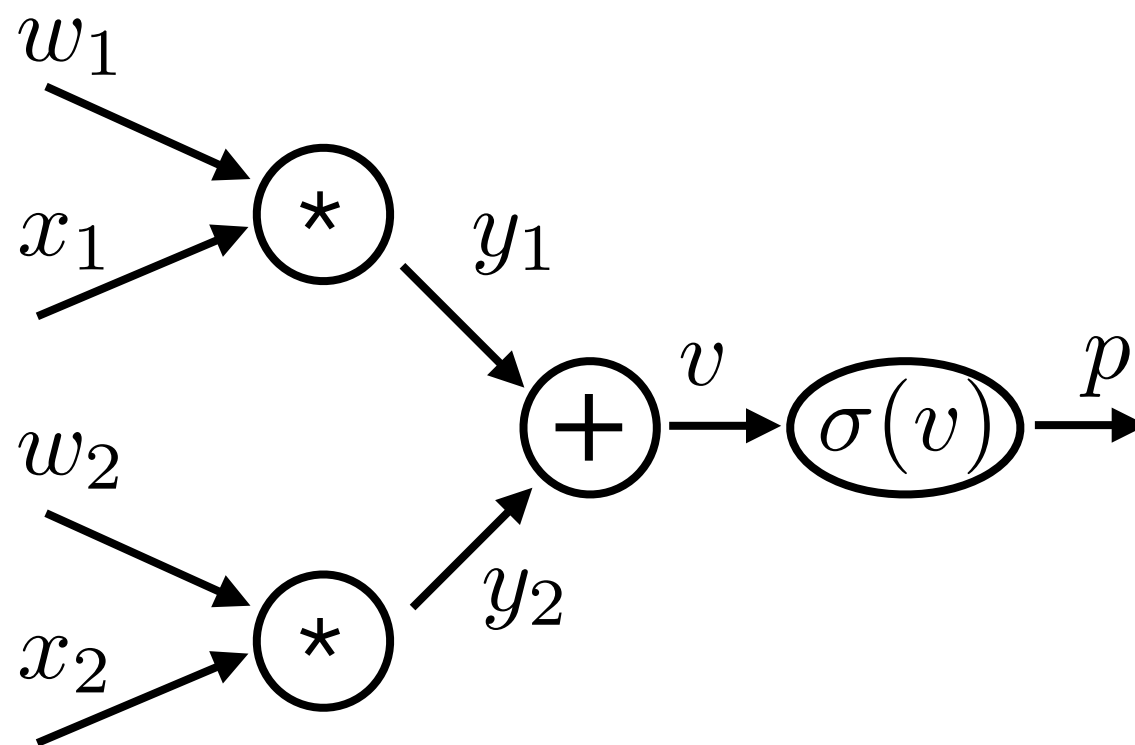 w₁
*
x₁
y₁
+
v
σ(v)
p
w₂
*
x₂
y₂